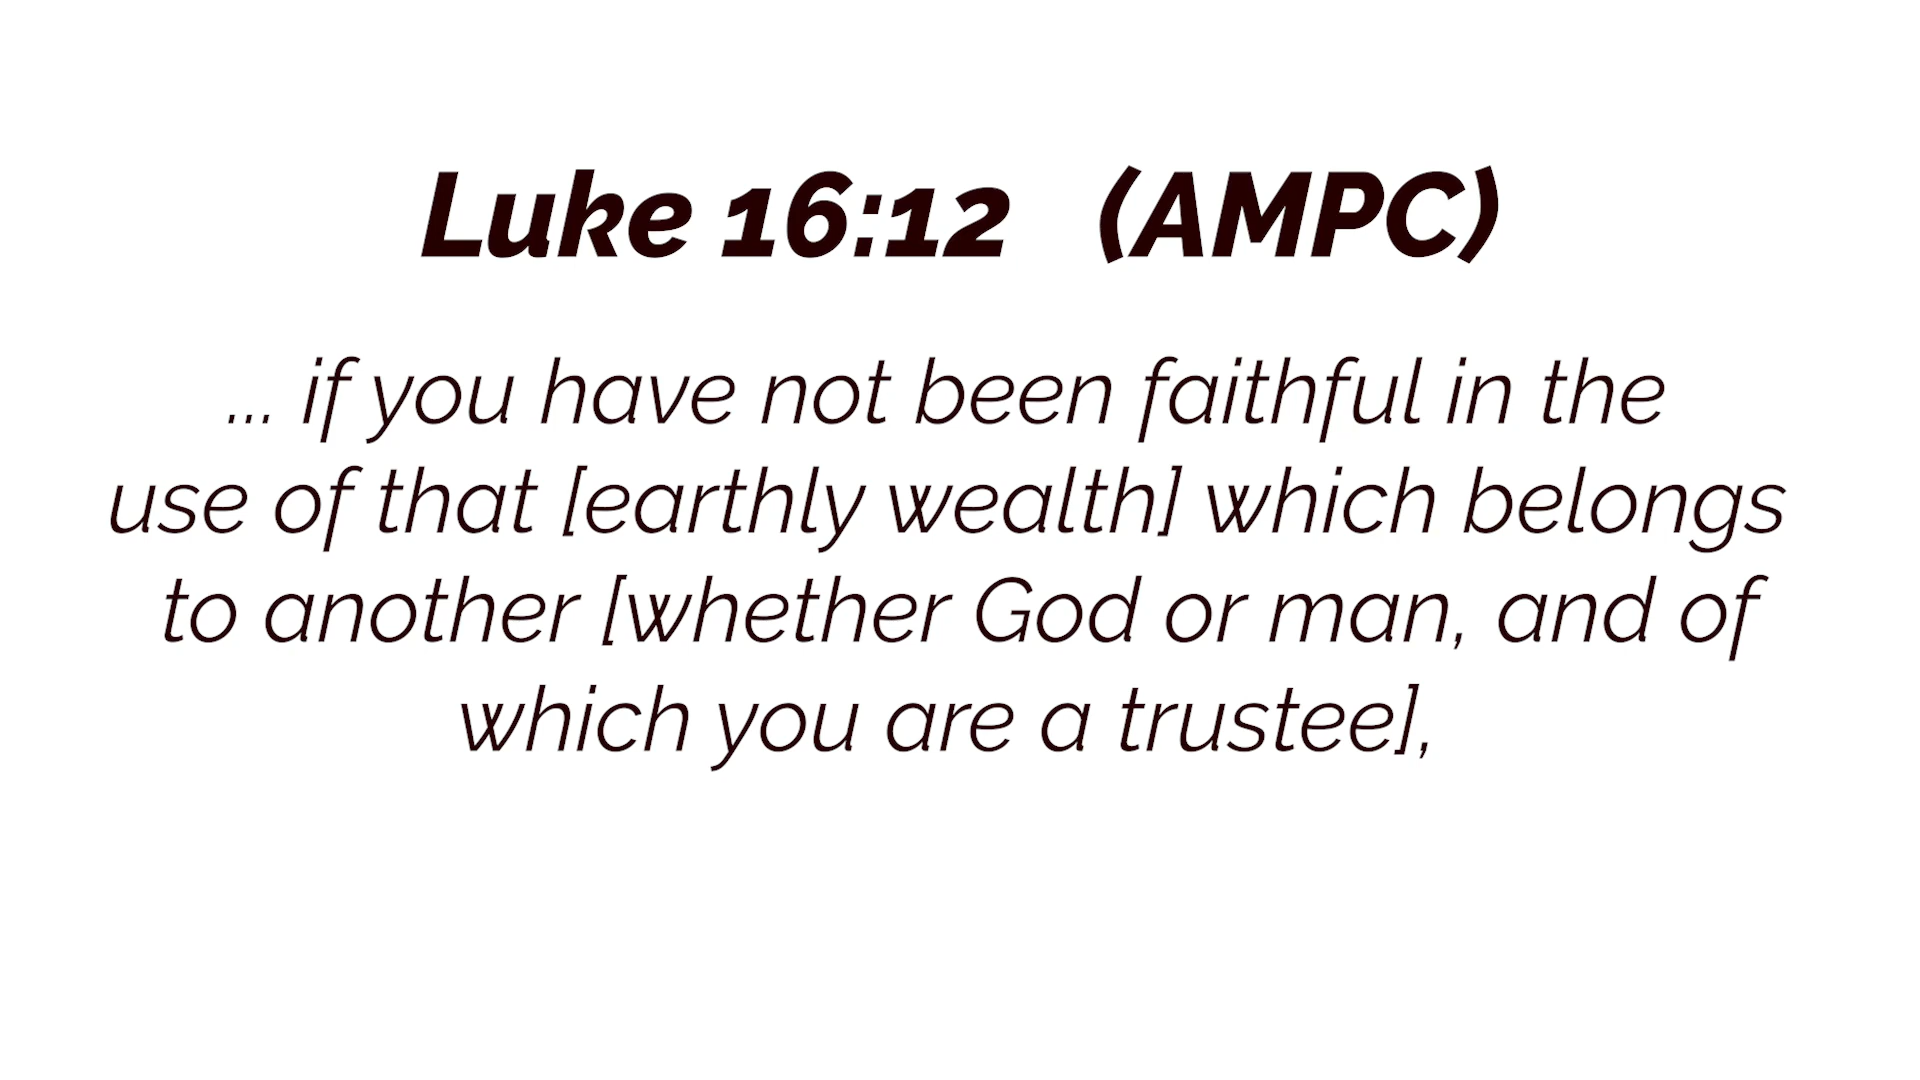 Luke 16:12 (AMPC)
... if you have not been faithful in the
use of that [earthly wealth] which belongs
to another [whether God or man, and of
which you are a trustee],